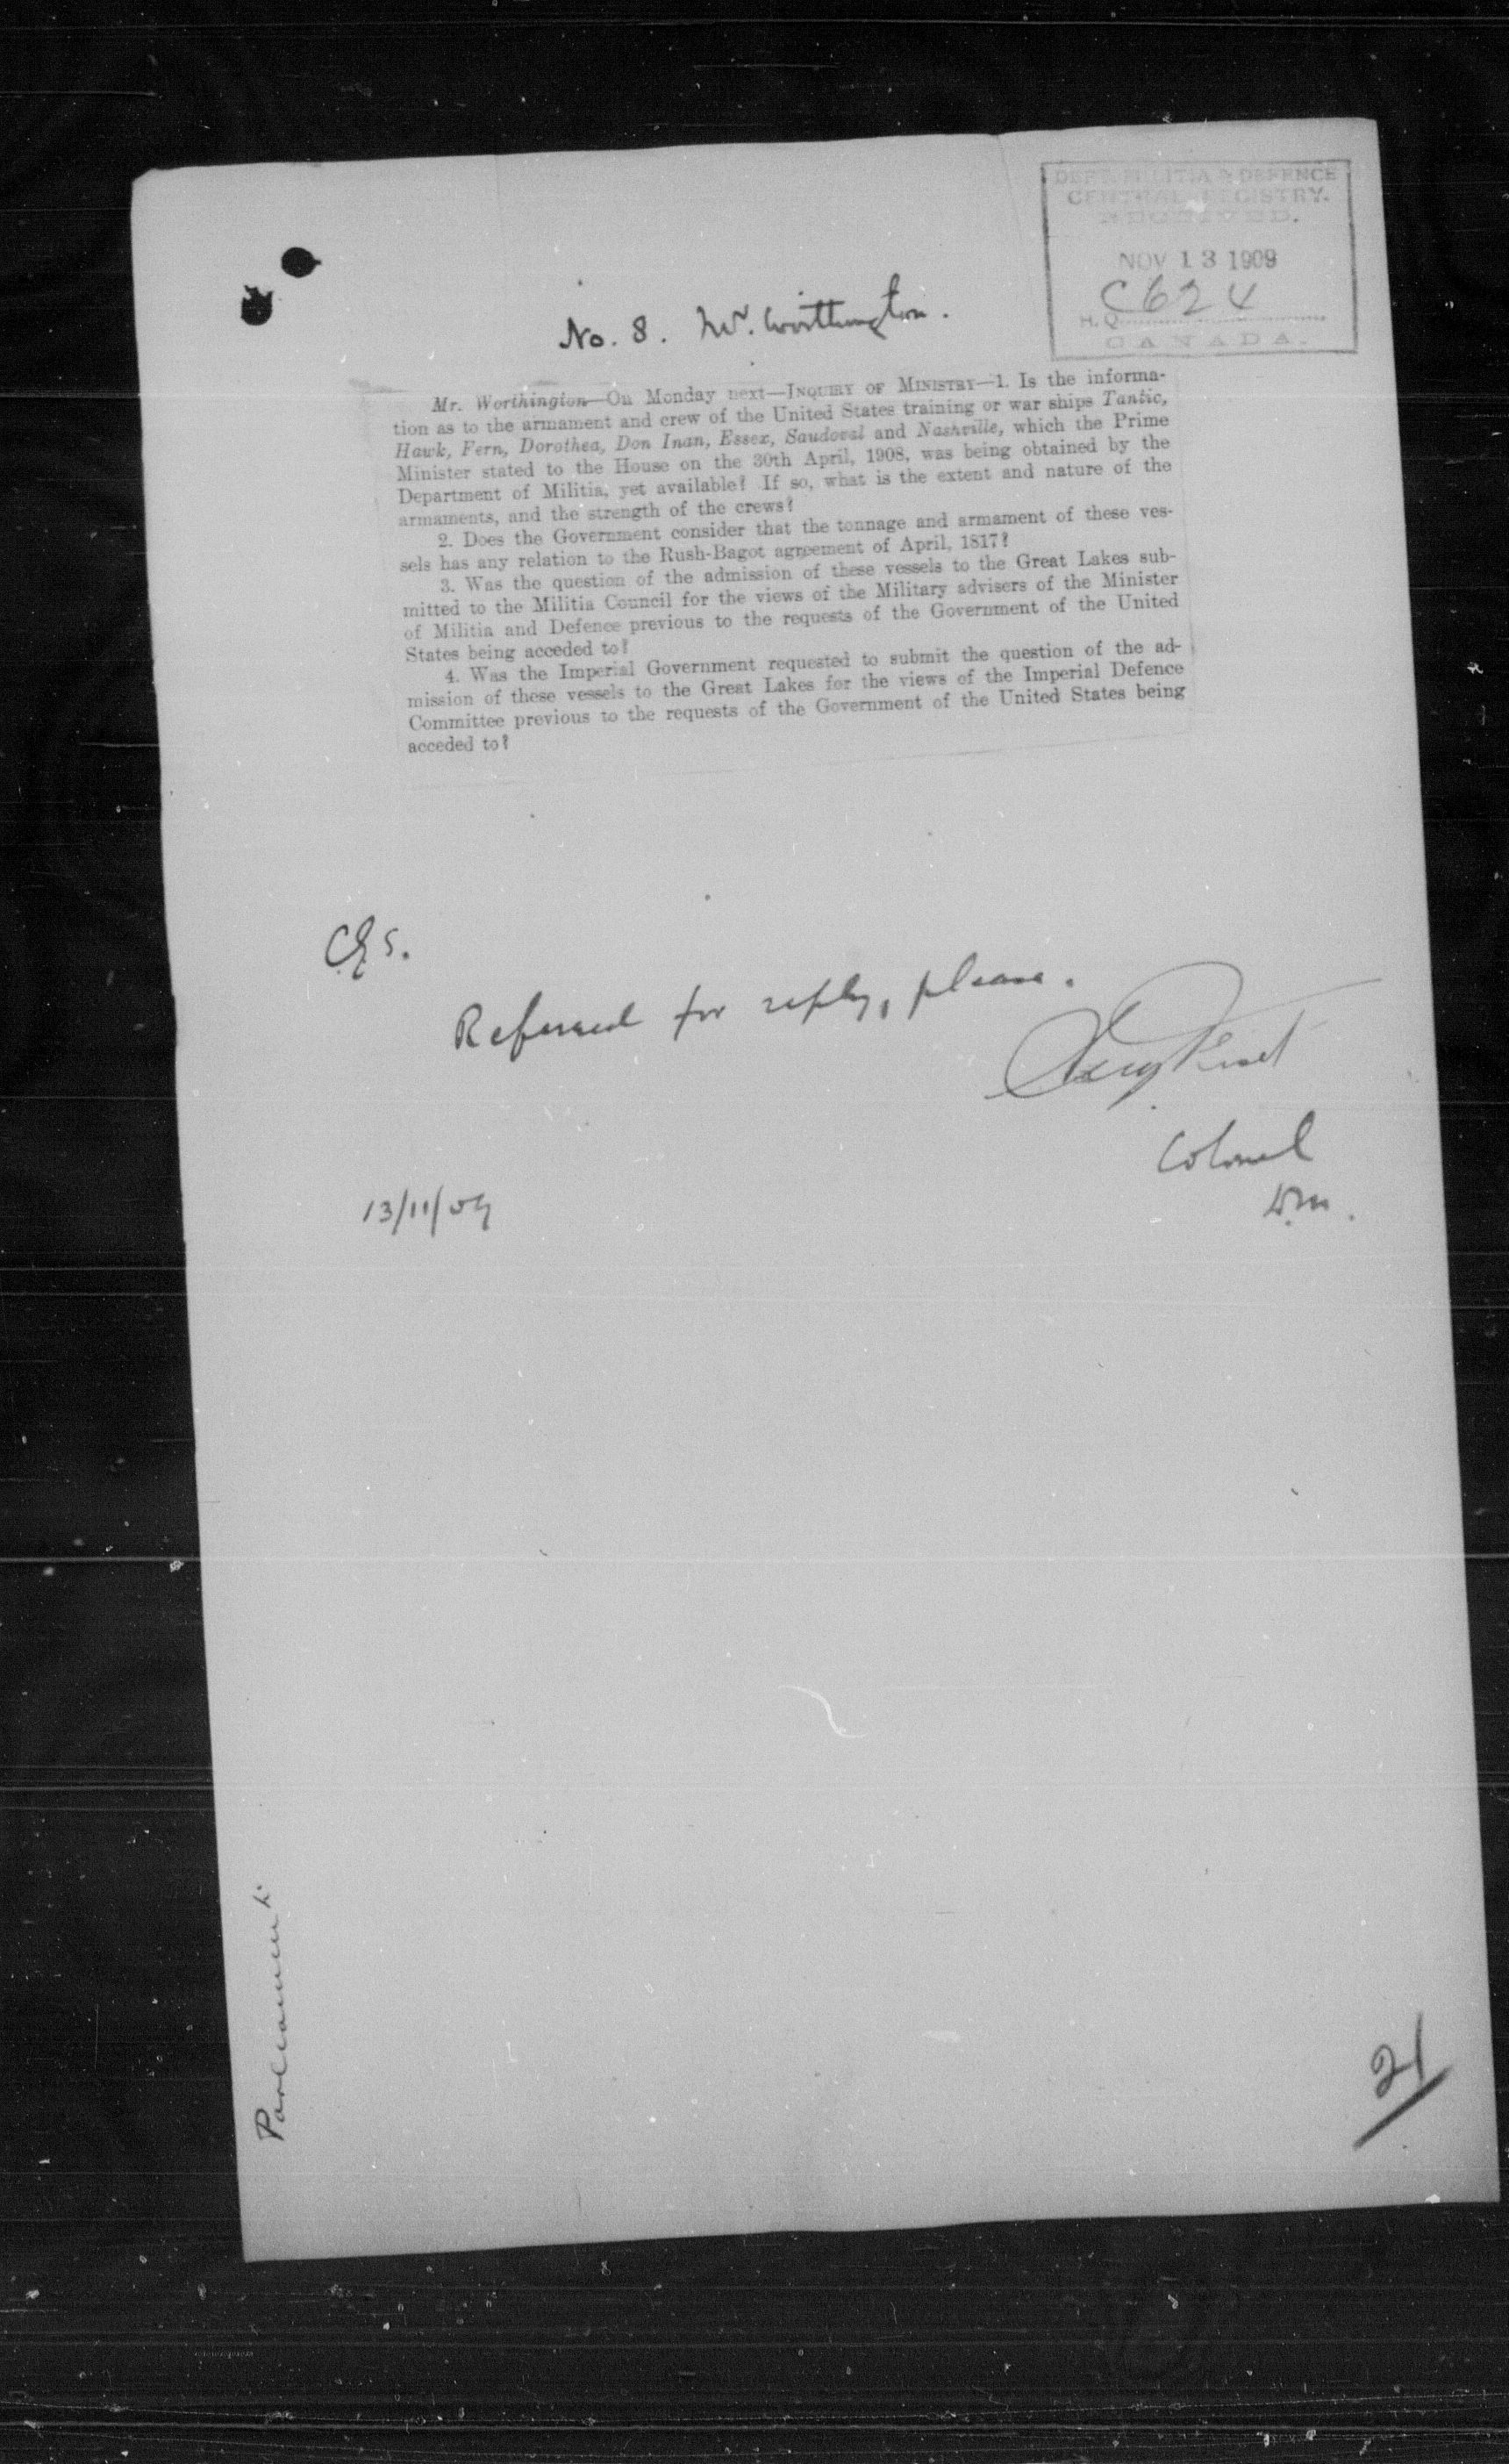 DEPT. MILITIA & DEFENCE
CENTRAL REGISTRY.
RECEIVED.
NOV 13 1909
C624
H.Q.
CANADA.
No. 8. Mr. Worthington.
Mr. Worthington—On Monday next—INQUIRY OF MINISTRY—1. Is the informa-
tion as to the armament and crew of the United States training or war ships Tantic,
Hawk, Fern, Dorothea, Don Inan, Essex, Saudoval and Nashville, which the Prime
Minister stated to the House on the 30th April, 1908, was being obtained by the
Department of Militia, yet available? If so, what is the extent and nature of the
armaments, and the strength of the crews?
2. Does the Government consider that the tonnage and armament of these ves-
sels has any relation to the Rush-Bagot agreement of April, 1817?
3. Was the question of the admission of these vessels to the Great Lakes sub-
mitted to the Militia Council for the views of the Military advisers of the Minister
of Militia and Defence previous to the requests of the Government of the United
States being acceded to?
4. Was the Imperial Government requested to submit the question of the ad-
mission of these vessels to the Great Lakes for the views of the Imperial Defence
Committee previous to the requests of the Government of the United States being
acceded to?
C.G.S.
Referred for reply, please.
Colonel
D.M.
13/11/09
Parliament
21